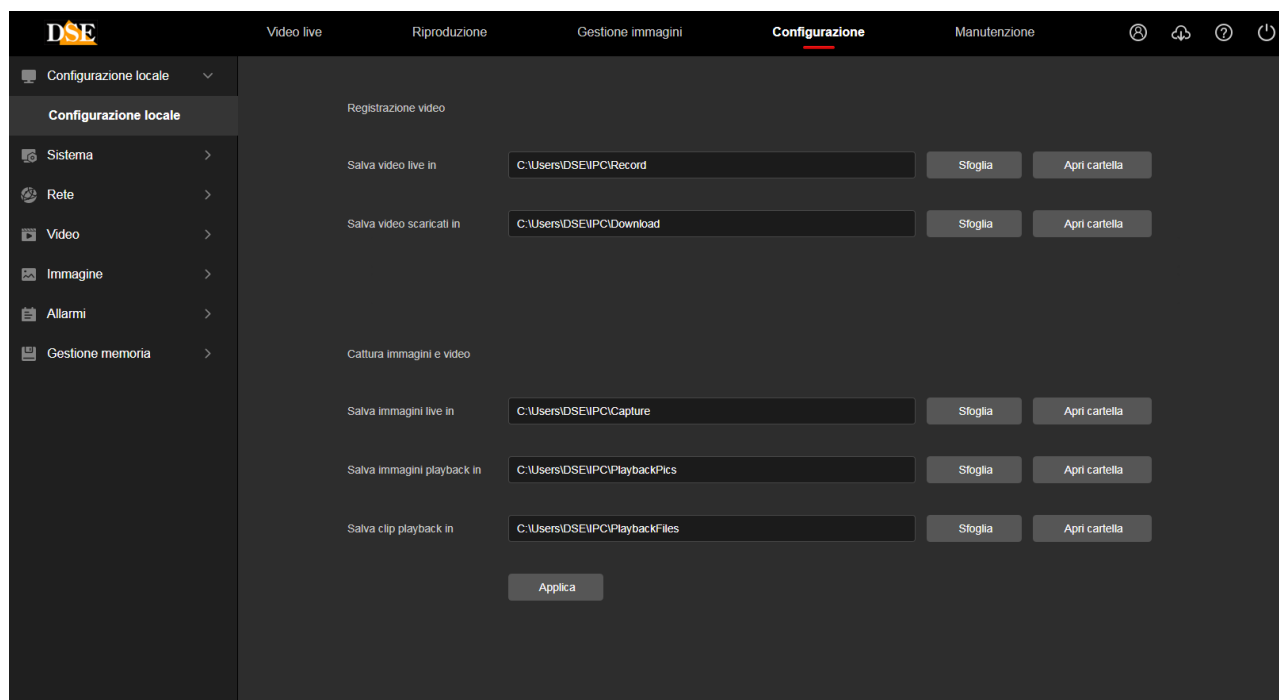 DSE
Video live Riproduzione Gestione immagini Configurazione Manutenzione
Configurazione locale
Configurazione locale
Sistema
Rete
Video
Immagine
Allarmi
Gestione memoria
Registrazione video
Salva video live in C:\Users\DSE\IPC\Record Sfoglia Apri cartella
Salva video scaricati in C:\Users\DSE\IPC\Download Sfoglia Apri cartella
Cattura immagini e video
Salva immagini live in C:\Users\DSE\IPC\Capture Sfoglia Apri cartella
Salva immagini playback in C:\Users\DSE\IPC\PlaybackPics Sfoglia Apri cartella
Salva clip playback in C:\Users\DSE\IPC\PlaybackFiles Sfoglia Apri cartella
Applica